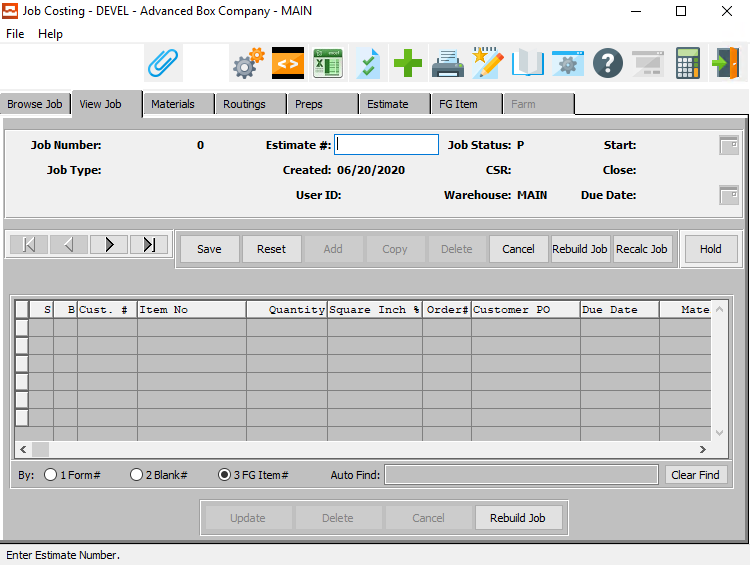 Job Costing - DEVEL - Advanced Box Company - MAIN
File Help
<>
Browse Job View Job Materials Routings Preps Estimate FG Item Farm
Job Number: 0 Estimate #: Job Status: P Start:
Job Type: Created: 06/20/2020 CSR: Close:
User ID: Warehouse: MAIN Due Date:
Save Reset Add Copy Delete Cancel Rebuild Job Recalc Job Hold
S B Cust. # Item No Quantity Square Inch % Order# Customer PO Due Date Mate
By: 1 Form# 2 Blank# 3 FG Item# Auto Find: Clear Find
Update Delete Cancel Rebuild Job
Enter Estimate Number.